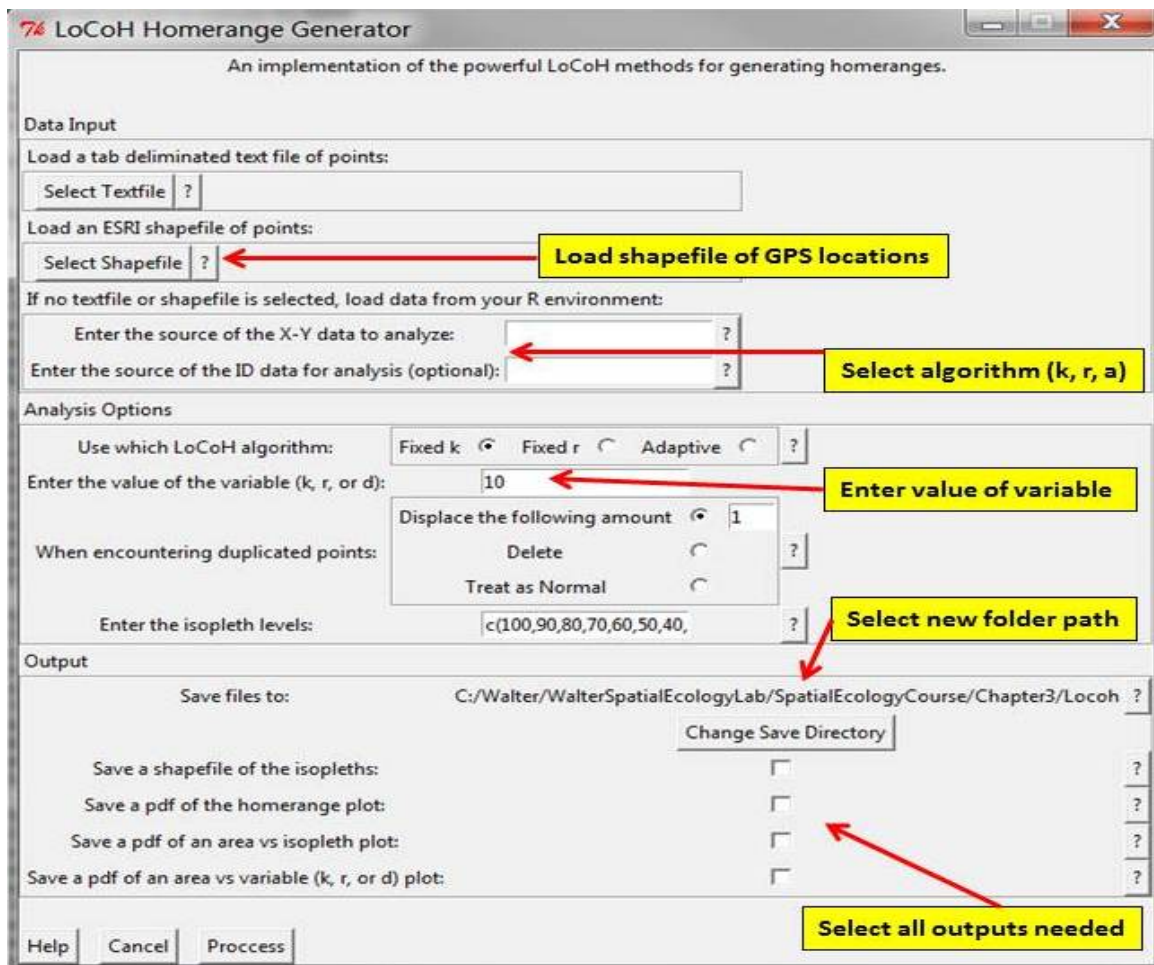 LoCoH Homerange Generator
An implementation of the powerful LoCoH methods for generating homeranges.
Data Input
Load a tab deliminated text file of points:
Select Textfile ?
Load an ESRI shapefile of points:
Select Shapefile ? Load shapefile of GPS locations
If no textfile or shapefile is selected, load data from your R environment:
Enter the source of the X-Y data to analyze: ?
Enter the source of the ID data for analysis (optional): ? Select algorithm (k, r, a)
Analysis Options
Use which LoCoH algorithm: Fixed k Fixed r Adaptive ?
Enter the value of the variable (k, r, or d): 10 Enter value of variable
Displace the following amount 1
When encountering duplicated points: Delete ?
Treat as Normal
Enter the isopleth levels: c(100,90,80,70,60,50,40, ? Select new folder path
Output
Save files to: C:/Walter/WalterSpatialEcologyLab/SpatialEcologyCourse/Chapter3/Locoh ?
Change Save Directory
Save a shapefile of the isopleths: ?
Save a pdf of the homerange plot: ?
Save a pdf of an area vs isopleth plot: ?
Save a pdf of an area vs variable (k, r, or d) plot: ?
Select all outputs needed
Help Cancel Proccess